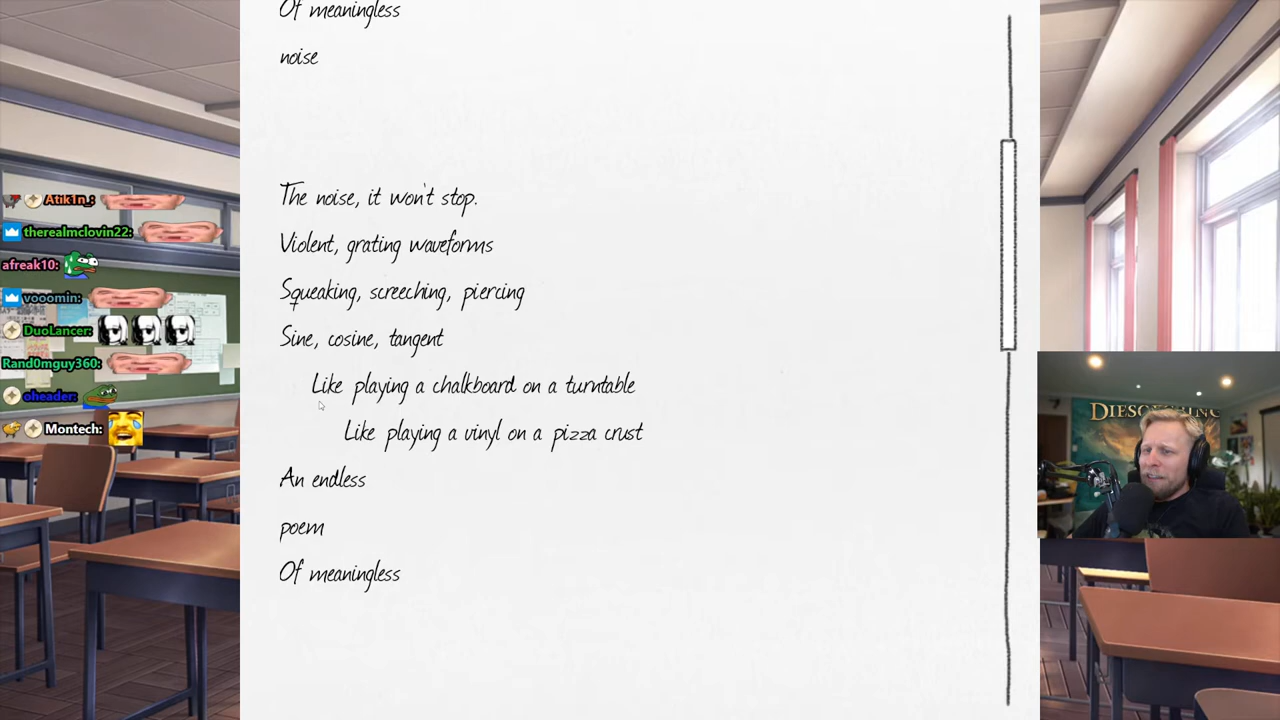 Of meaningless
noise
The noise, it won't stop.
Violent, grating waveforms
Squeaking, screeching, piercing
Sine, cosine, tangent
Like playing a chalkboard on a turntable
Like playing a vinyl on a pizza crust
An endless
poem
Of meaningless
Atik1n_:
therealmclovin22:
afreak10:
vooomin:
DuoLancer:
Rand0mguy360:
oheader:
Montech: